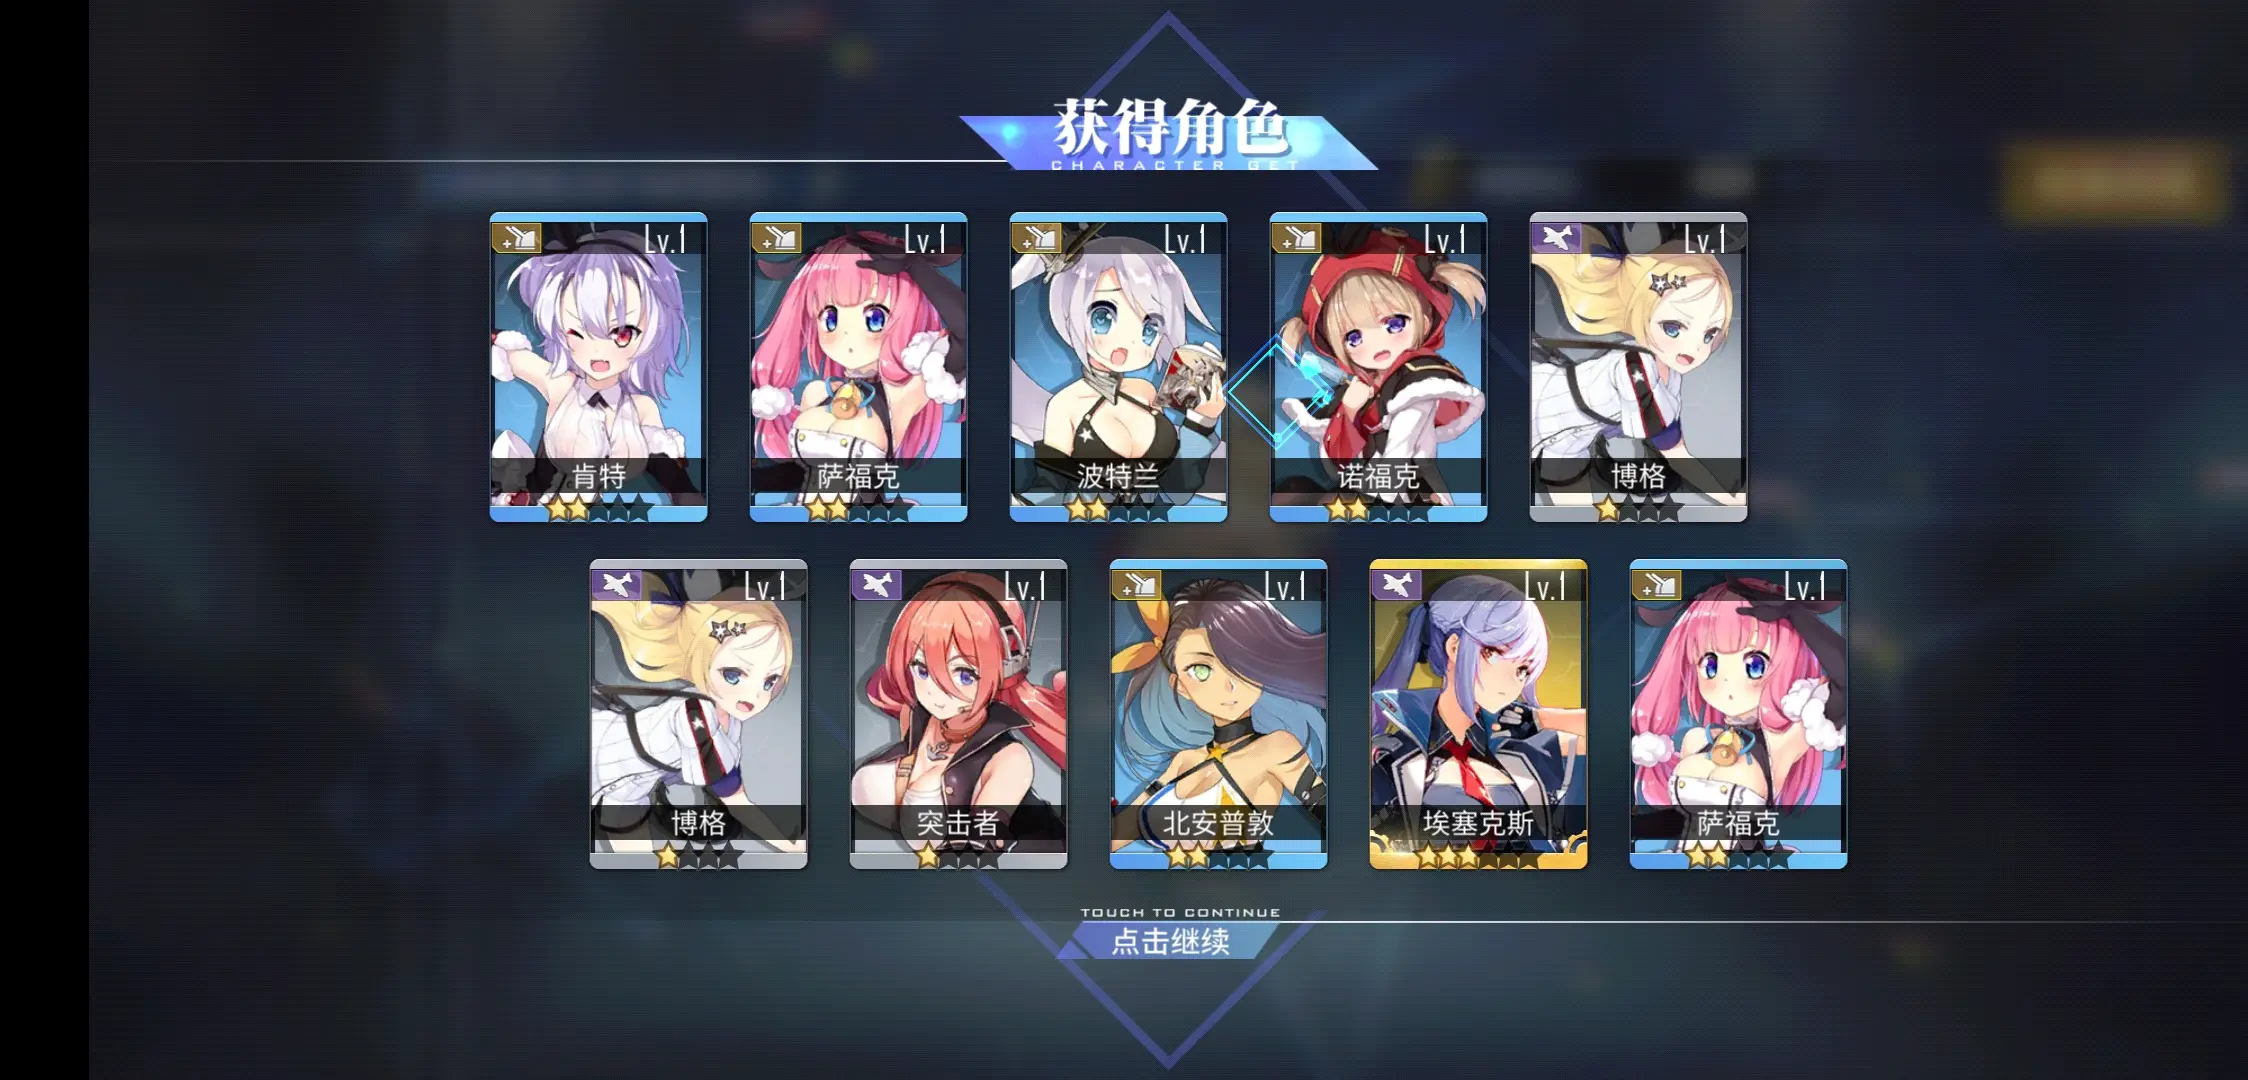 获得角色
CHARACTER GET
Lv.1
Lv.1
Lv.1
Lv.1
Lv.1
肯特
萨福克
波特兰
诺福克
博格
Lv.1
Lv.1
Lv.1
Lv.1
Lv.1
博格
突击者
北安普敦
埃塞克斯
萨福克
TOUCH TO CONTINUE
点击继续